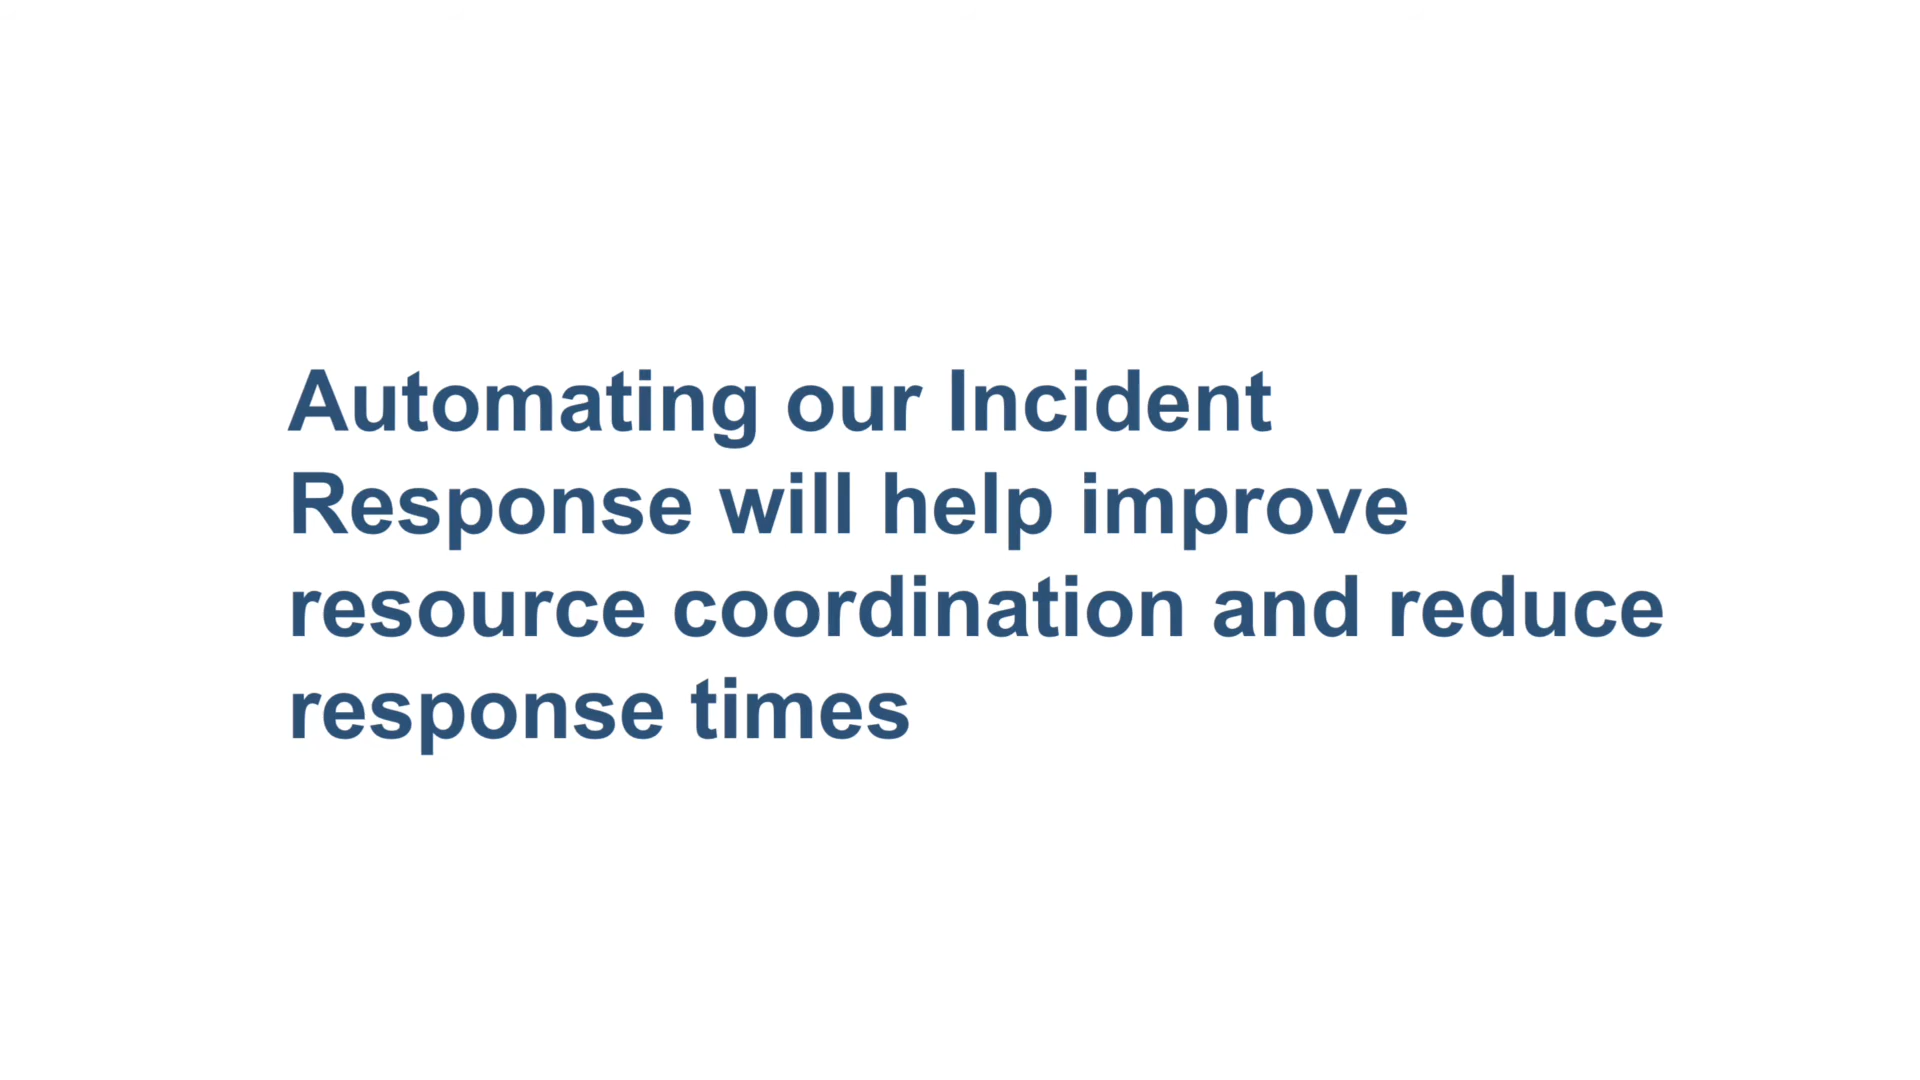 Automating our Incident
Response will help improve
resource coordination and reduce
response times